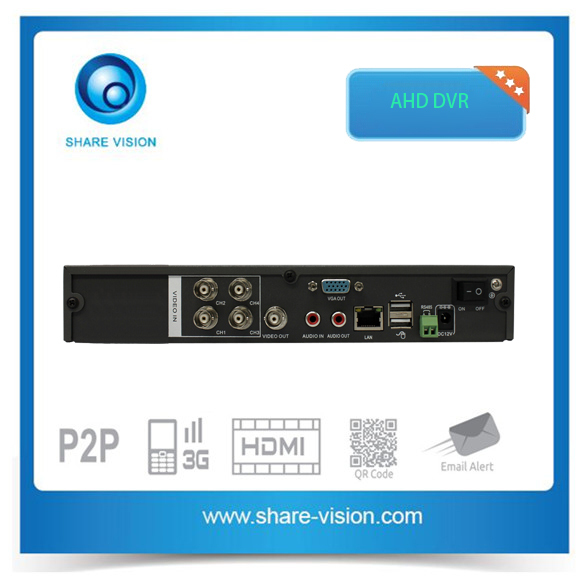 SHARE VISION
AHD DVR
VIDEO IN
CH2
CH4
CH1
CH3
VIDEO OUT
VGA OUT
AUDIO IN
AUDIO OUT
LAN
RS485
DC12V
ON
OFF
P2P
3G
HDMI
QR Code
Email Alert
www.share-vision.com